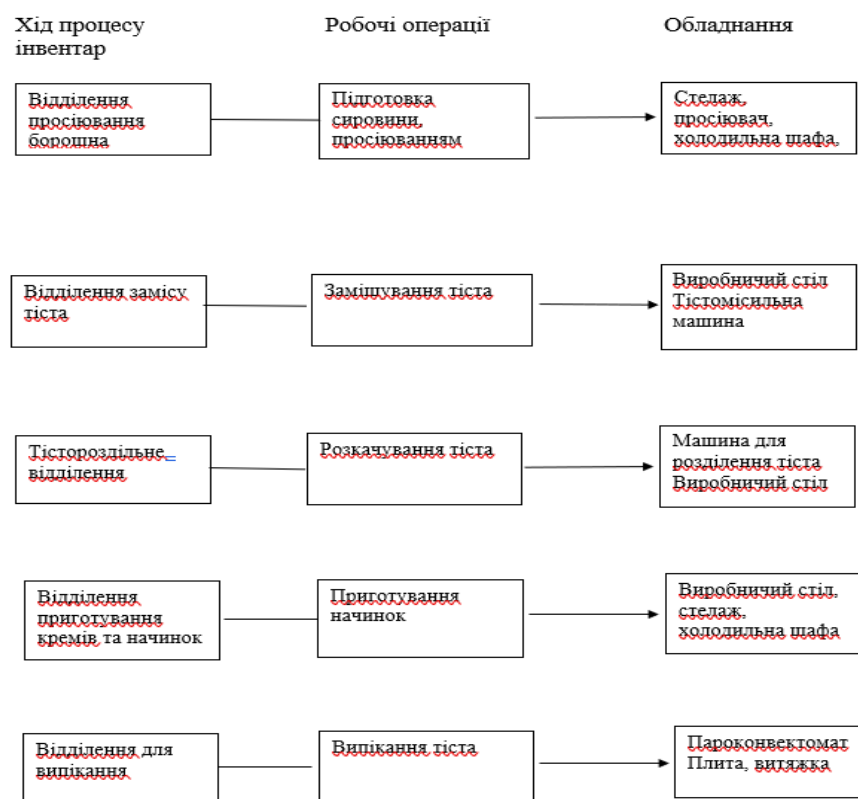 Хід процесу
інвентар
Робочі операції
Обладнання
Відділення
просіювання
борошна
Підготовка
сировини,
просіюванням
Стелаж,
просіювач,
холодильна шафа,
Відділення замісу
тіста
Замішування тіста
Виробничий стіл
Тістомісильна
машина
Тістороздільне
відділення
Розкачування тіста
Машина для
розділення тіста
Виробничий стіл
Відділення
приготування
кремів та начинок
Приготування
начинок
Виробничий стіл,
стелаж,
холодильна шафа
Відділення для
випікання
Випікання тіста
Пароконвектомат
Плита, витяжка